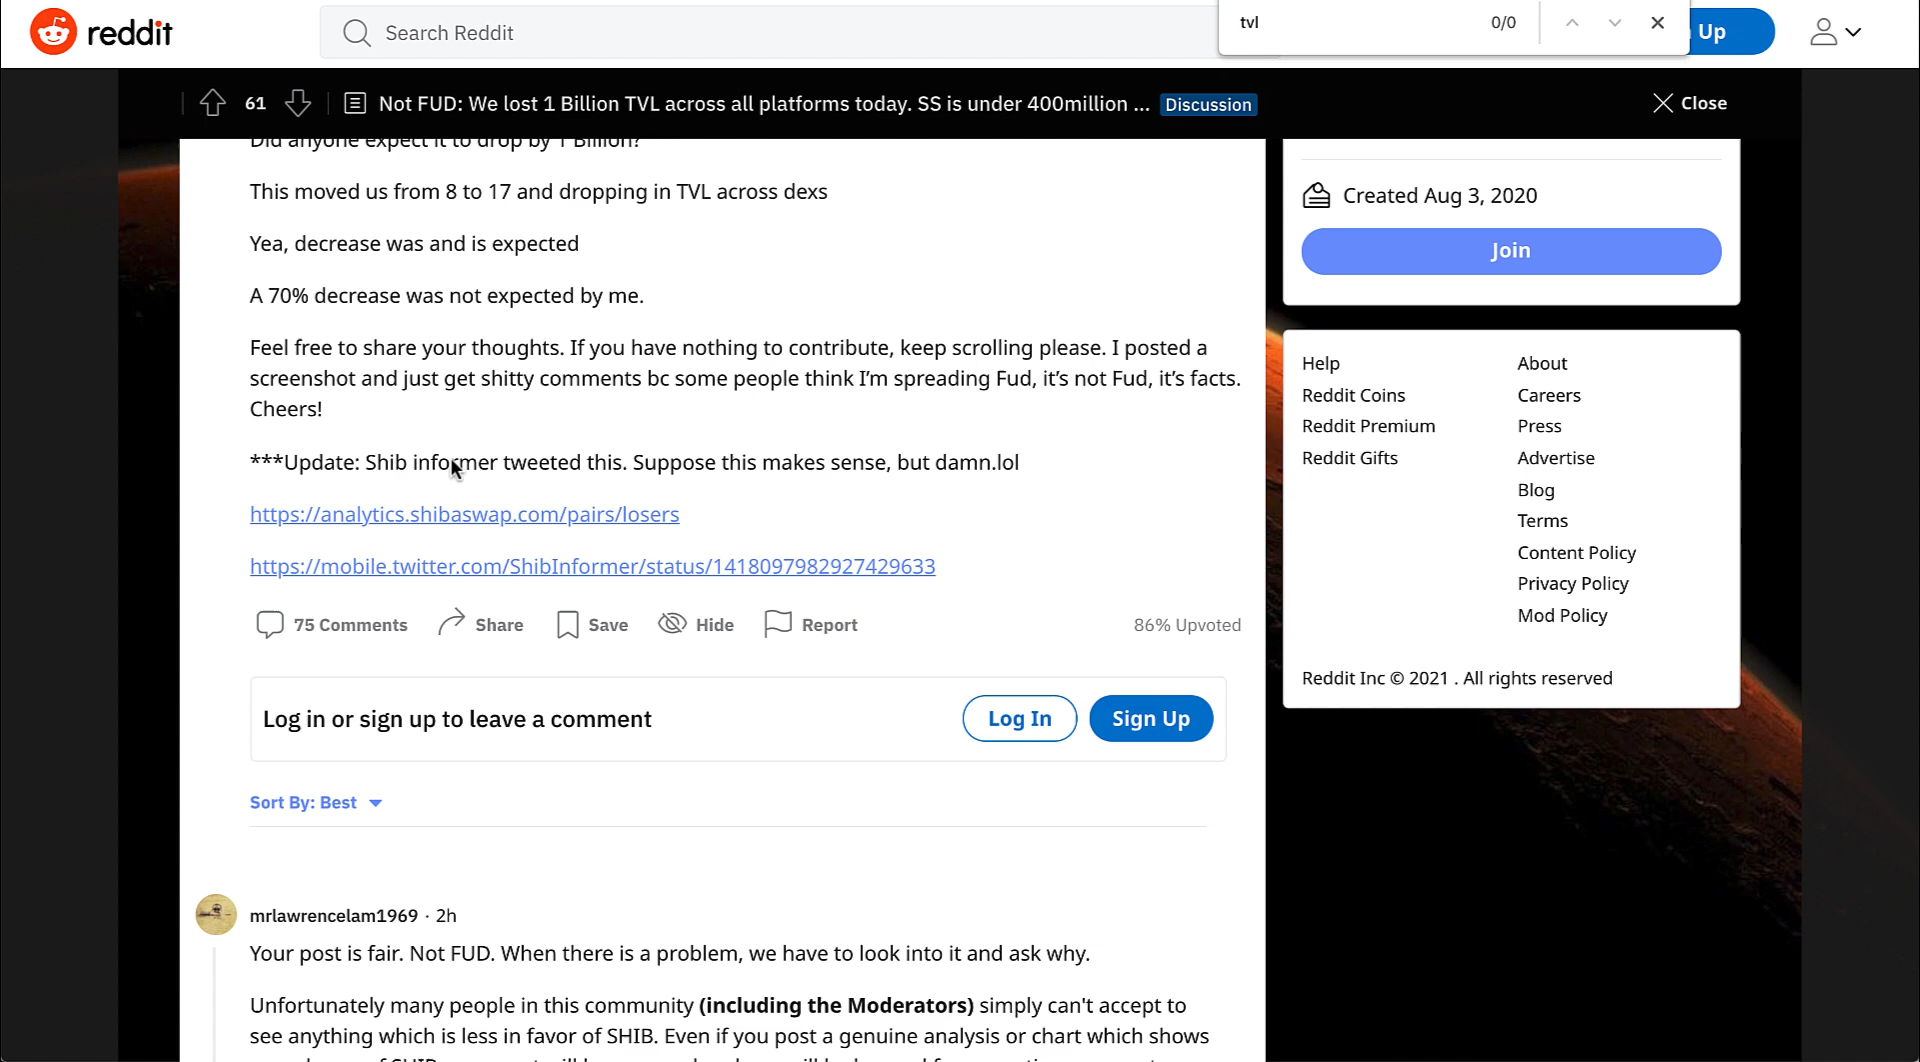 reddit
Search Reddit
tvl
0/0
Up
61
Not FUD: We lost 1 Billion TVL across all platforms today. SS is under 400million ...
Discussion
Close
Did anyone expect it to drop by 1 Billion?
This moved us from 8 to 17 and dropping in TVL across dexs
Yea, decrease was and is expected
A 70% decrease was not expected by me.
Feel free to share your thoughts. If you have nothing to contribute, keep scrolling please. I posted a
screenshot and just get shitty comments bc some people think I’m spreading Fud, it’s not Fud, it’s facts.
Cheers!
***Update: Shib informer tweeted this. Suppose this makes sense, but damn.lol
https://analytics.shibaswap.com/pairs/losers
https://mobile.twitter.com/ShibInformer/status/1418097982927429633
75 Comments
Share
Save
Hide
Report
86% Upvoted
Log in or sign up to leave a comment
Log In
Sign Up
Sort By: Best
mrlawrencelam1969 · 2h
Your post is fair. Not FUD. When there is a problem, we have to look into it and ask why.
Unfortunately many people in this community (including the Moderators) simply can't accept to
see anything which is less in favor of SHIB. Even if you post a genuine analysis or chart which shows
Created Aug 3, 2020
Join
Help
Reddit Coins
Reddit Premium
Reddit Gifts
About
Careers
Press
Advertise
Blog
Terms
Content Policy
Privacy Policy
Mod Policy
Reddit Inc © 2021 . All rights reserved